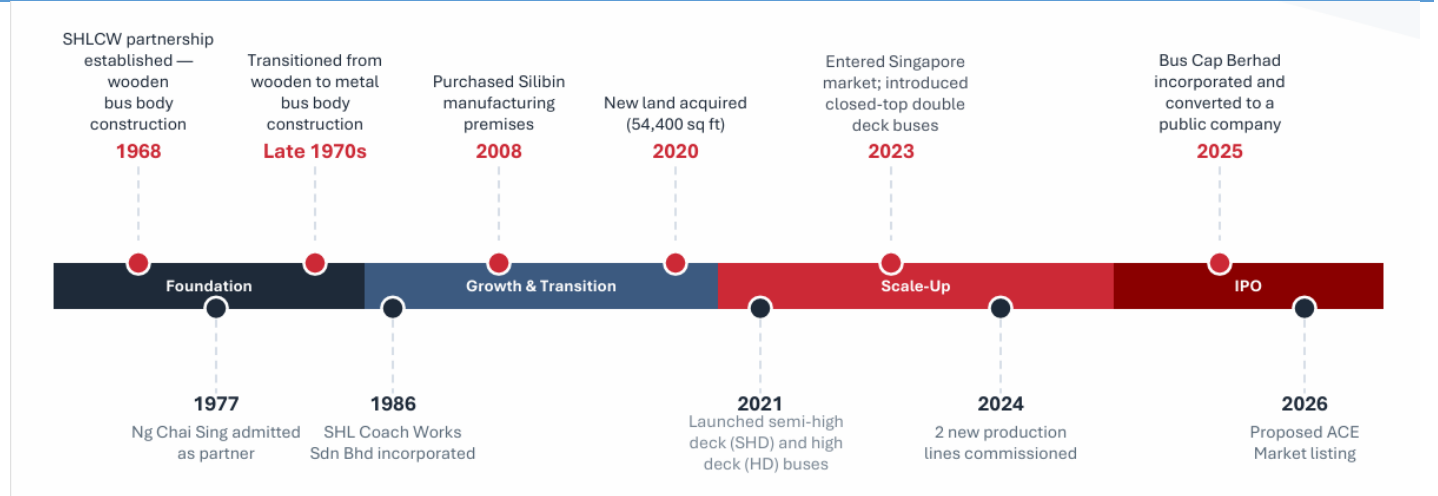 SHLCW partnership
established —
wooden
bus body
construction
1968
Transitioned from
wooden to metal
bus body
construction
Late 1970s
Purchased Silibin
manufacturing
premises
2008
New land acquired
(54,400 sq ft)
2020
Entered Singapore
market; introduced
closed-top double
deck buses
2023
Bus Cap Berhad
incorporated and
converted to a
public company
2025
Foundation
Growth & Transition
Scale-Up
IPO
1977
Ng Chai Sing admitted
as partner
1986
SHL Coach Works
Sdn Bhd incorporated
2021
Launched semi-high
deck (SHD) and high
deck (HD) buses
2024
2 new production
lines commissioned
2026
Proposed ACE
Market listing